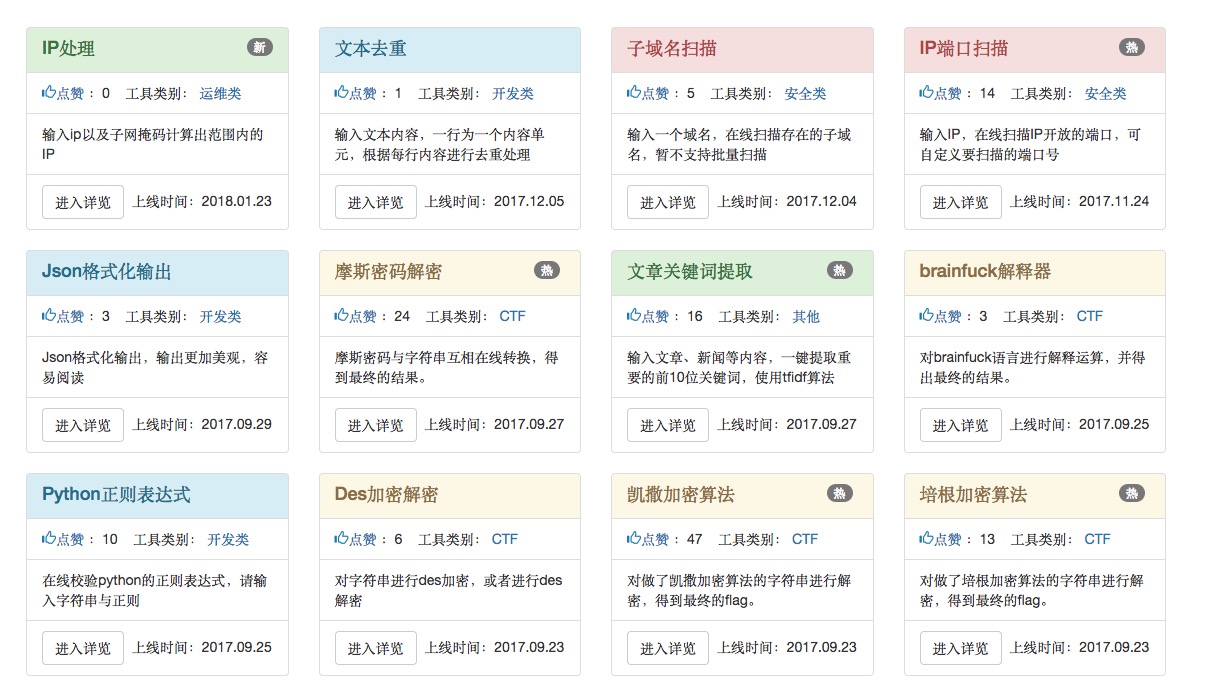 IP处理 新
点赞 : 0 工具类别: 运维类
输入ip以及子网掩码计算出范围内的
IP
进入详览 上线时间: 2018.01.23
文本去重
点赞 : 1 工具类别: 开发类
输入文本内容，一行为一个内容单
元，根据每行内容进行去重处理
进入详览 上线时间: 2017.12.05
子域名扫描
点赞 : 5 工具类别: 安全类
输入一个域名，在线扫描存在的子域
名，暂不支持批量扫描
进入详览 上线时间: 2017.12.04
IP端口扫描 热
点赞 : 14 工具类别: 安全类
输入IP，在线扫描IP开放的端口，可
自定义要扫描的端口号
进入详览 上线时间: 2017.11.24
Json格式化输出
点赞 : 3 工具类别: 开发类
Json格式化输出，输出更加美观，容
易阅读
进入详览 上线时间: 2017.09.29
摩斯密码解密 热
点赞 : 24 工具类别: CTF
摩斯密码与字符串互相在线转换，得
到最终的结果。
进入详览 上线时间: 2017.09.27
文章关键词提取 热
点赞 : 16 工具类别: 其他
输入文章、新闻等内容，一键提取重
要的前10位关键词，使用tfidf算法
进入详览 上线时间: 2017.09.27
brainfuck解释器
点赞 : 3 工具类别: CTF
对brainfuck语言进行解释运算，并得
出最终的结果。
进入详览 上线时间: 2017.09.25
Python正则表达式
点赞 : 10 工具类别: 开发类
在线校验python的正则表达式，请输
入字符串与正则
进入详览 上线时间: 2017.09.25
Des加密解密
点赞 : 6 工具类别: CTF
对字符串进行des加密，或者进行des
解密
进入详览 上线时间: 2017.09.23
凯撒加密算法 热
点赞 : 47 工具类别: CTF
对做了凯撒加密算法的字符串进行解
密，得到最终的flag。
进入详览 上线时间: 2017.09.23
培根加密算法 热
点赞 : 13 工具类别: CTF
对做了培根加密算法的字符串进行解
密，得到最终的flag。
进入详览 上线时间: 2017.09.23